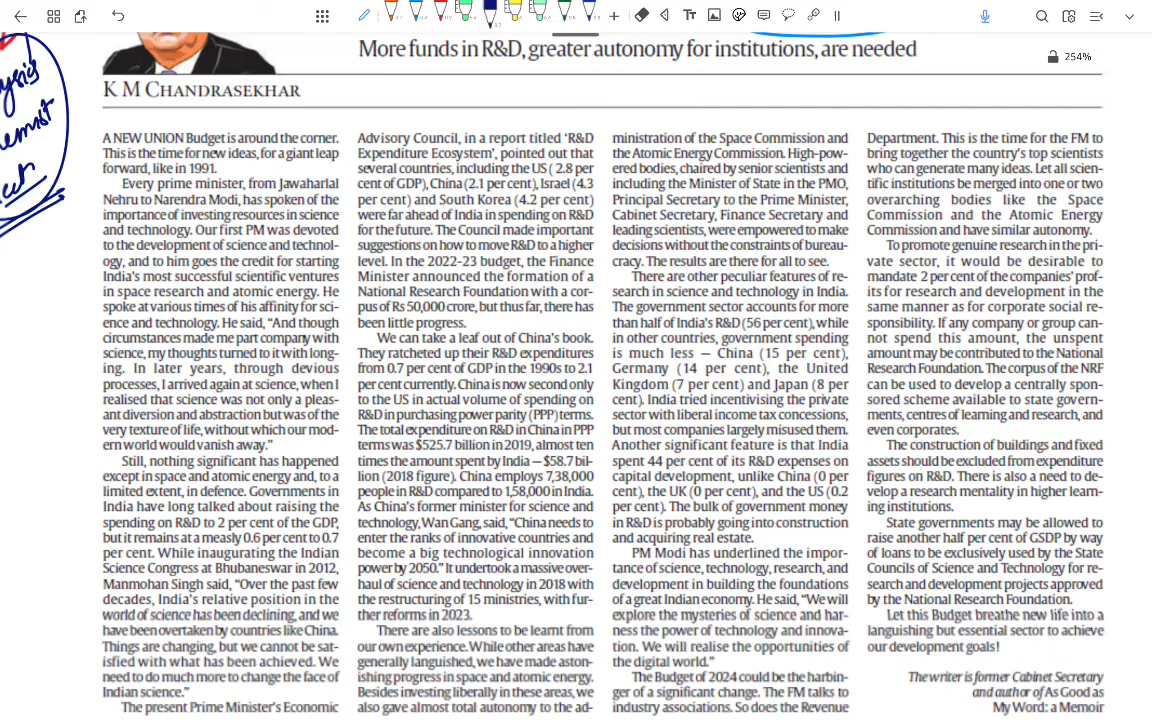 254%
More funds in R&D, greater autonomy for institutions, are needed
K M CHANDRASEKHAR
A NEW UNION Budget is around the corner.
This is the time for new ideas, for a giant leap
forward, like in 1991.
Every prime minister, from Jawaharlal
Nehru to Narendra Modi, has spoken of the
importance of investing resources in science
and technology. Our first PM was devoted
to the development of science and technol-
ogy, and to him goes the credit for starting
India's most successful scientific ventures
in space research and atomic energy. He
spoke at various times of his affinity for sci-
ence and technology. He said, "And though
circumstances made me part company with
science, my thoughts turned to it with long-
ing. In later years, through devious
processes, I arrived again at science, when I
realised that science was not only a pleas-
ant diversion and abstraction but was of the
very texture of life, without which our mod-
ern world would vanish away."
Still, nothing significant has happened
except in space and atomic energy and, to a
limited extent, in defence. Governments in
India have long talked about raising the
spending on R&D to 2 per cent of the GDP,
but it remains at a measly 0.6 per cent to 0.7
per cent. While inaugurating the Indian
Science Congress at Bhubaneswar in 2012,
Manmohan Singh said, "Over the past few
decades, India's relative position in the
world of science has been declining, and we
have been overtaken by countries like China.
Things are changing, but we cannot be sat-
isfied with what has been achieved. We
need to do much more to change the face of
Indian science."
The present Prime Minister's Economic
Advisory Council, in a report titled 'R&D
Expenditure Ecosystem', pointed out that
several countries, including the US ( 2.8 per
cent of GDP), China (2.1 per cent), Israel (4.3
per cent) and South Korea (4.2 per cent)
were far ahead of India in spending on R&D
for the future. The Council made important
suggestions on how to move R&D to a higher
level. In the 2022-23 budget, the Finance
Minister announced the formation of a
National Research Foundation with a cor-
pus of Rs 50,000 crore, but thus far, there has
been little progress.
We can take a leaf out of China's book.
They ratcheted up their R&D expenditures
from 0.7 per cent of GDP in the 1990s to 2.1
per cent currently. China is now second only
to the US in actual volume of spending on
R&D in purchasing power parity (PPP) terms.
The total expenditure on R&D in China in PPP
terms was $525.7 billion in 2019, almost ten
times the amount spent by India — $58.7 bil-
lion (2018 figure). China employs 7,38,000
people in R&D compared to 1,58,000 in India.
As China's former minister for science and
technology, Wan Gang, said, "China needs to
enter the ranks of innovative countries and
become a big technological innovation
power by 2050." It undertook a massive over-
haul of science and technology in 2018 with
the restructuring of 15 ministries, with fur-
ther reforms in 2023.
There are also lessons to be learnt from
our own experience. While other areas have
generally languished, we have made aston-
ishing progress in space and atomic energy.
Besides investing liberally in these areas, we
also gave almost total autonomy to the ad-
ministration of the Space Commission and
the Atomic Energy Commission. High-pow-
ered bodies, chaired by senior scientists and
including the Minister of State in the PMO,
Principal Secretary to the Prime Minister,
Cabinet Secretary, Finance Secretary and
leading scientists, were empowered to make
decisions without the constraints of bureau-
cracy. The results are there for all to see.
There are other peculiar features of re-
search in science and technology in India.
The government sector accounts for more
than half of India's R&D (56 per cent), while
in other countries, government spending
is much less — China (15 per cent),
Germany (14 per cent), the United
Kingdom (7 per cent) and Japan (8 per
cent). India tried incentivising the private
sector with liberal income tax concessions,
but most companies largely misused them.
Another significant feature is that India
spent 44 per cent of its R&D expenses on
capital development, unlike China (0 per
cent), the UK (0 per cent), and the US (0.2
per cent). The bulk of government money
in R&D is probably going into construction
and acquiring real estate.
PM Modi has underlined the impor-
tance of science, technology, research, and
development in building the foundations
of a great Indian economy. He said, "We will
explore the mysteries of science and har-
ness the power of technology and innova-
tion. We will realise the opportunities of
the digital world."
The Budget of 2024 could be the harbin-
ger of a significant change. The FM talks to
industry associations. So does the Revenue
Department. This is the time for the FM to
bring together the country's top scientists
who can generate many ideas. Let all scien-
tific institutions be merged into one or two
overarching bodies like the Space
Commission and the Atomic Energy
Commission and have similar autonomy.
To promote genuine research in the pri-
vate sector, it would be desirable to
mandate 2 per cent of the companies' prof-
its for research and development in the
same manner as for corporate social re-
sponsibility. If any company or group can-
not spend this amount, the unspent
amount may be contributed to the National
Research Foundation. The corpus of the NRF
can be used to develop a centrally spon-
sored scheme available to state govern-
ments, centres of learning and research, and
even corporates.
The construction of buildings and fixed
assets should be excluded from expenditure
figures on R&D. There is also a need to de-
velop a research mentality in higher learn-
ing institutions.
State governments may be allowed to
raise another half per cent of GSDP by way
of loans to be exclusively used by the State
Councils of Science and Technology for re-
search and development projects approved
by the National Research Foundation.
Let this Budget breathe new life into a
languishing but essential sector to achieve
our development goals!
The writer is former Cabinet Secretary
and author of As Good as
My Word: a Memoir